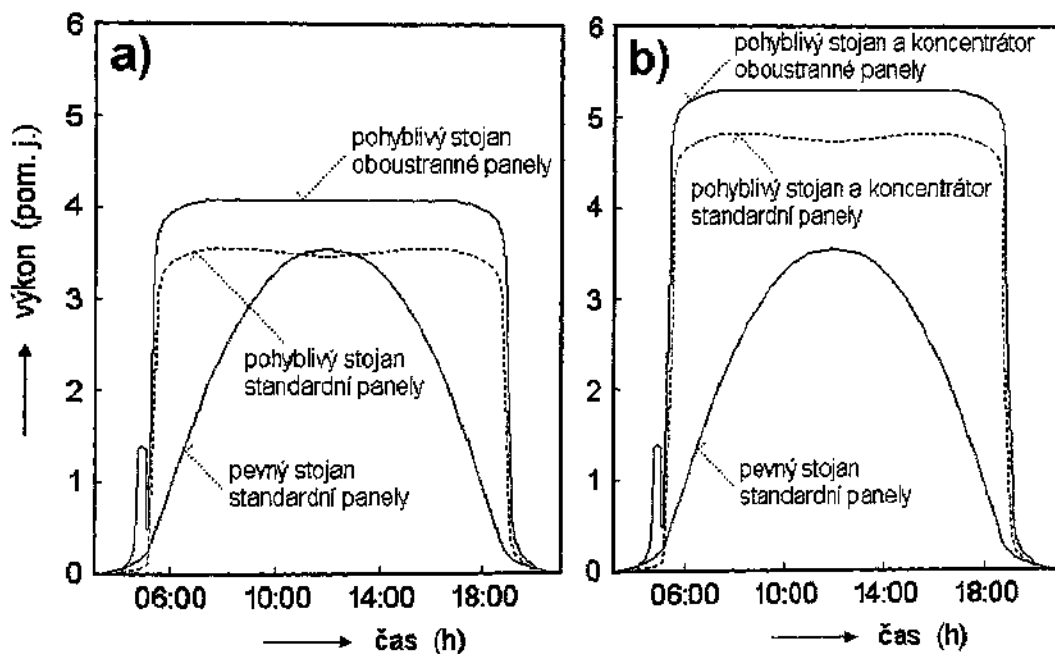 a)
výkon (pom. j.)
6
5
4
3
2
1
0
pohyblivý stojan
oboustranné panely
pohyblivý stojan
standardní panely
pevný stojan
standardní panely
06:00 10:00 14:00 18:00
čas (h)
b)
6
5
4
3
2
1
0
pohyblivý stojan a koncentrátor
oboustranné panely
pohyblivý stojan a koncentrátor
standardní panely
pevný stojan
standardní panely
06:00 10:00 14:00 18:00
čas (h)